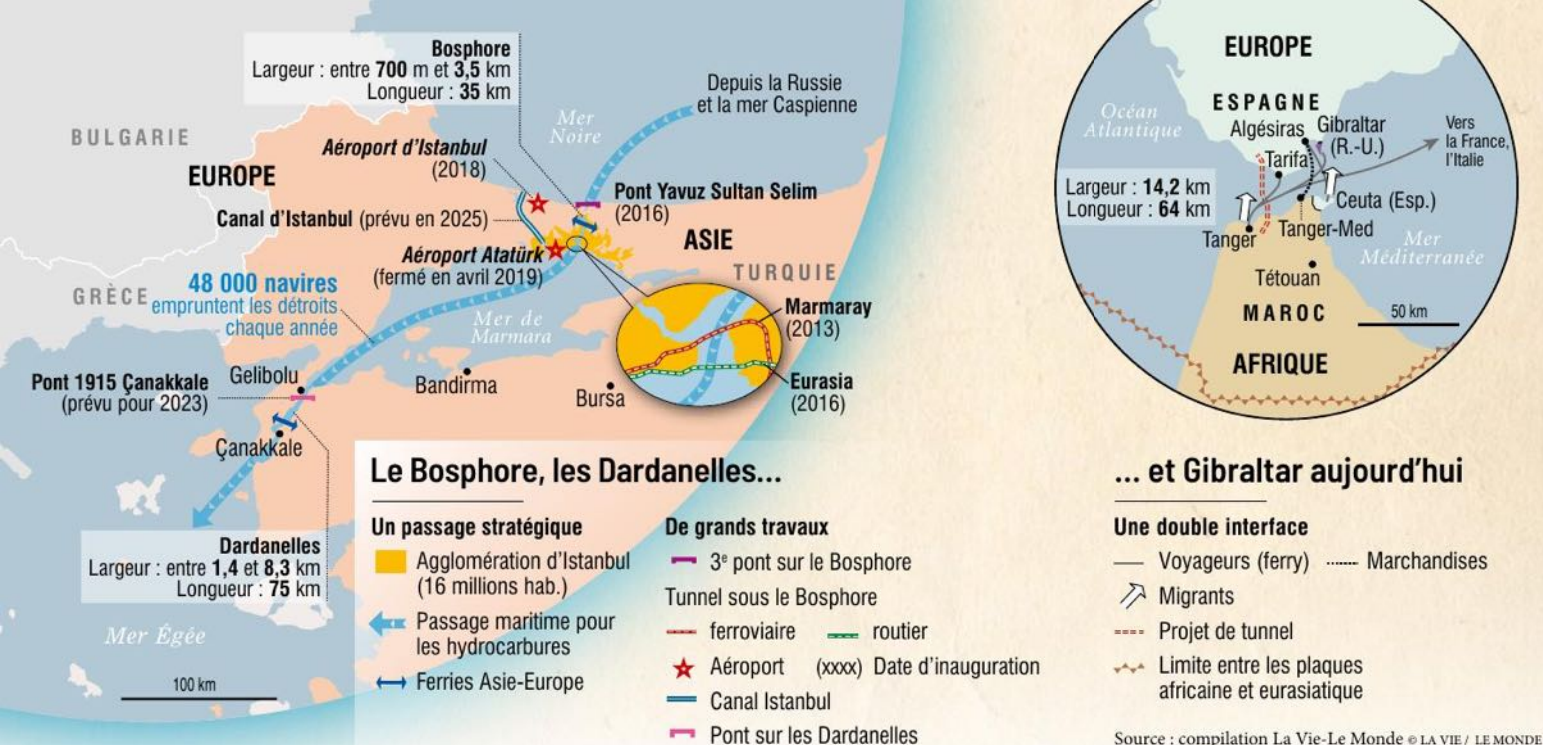 Bosphore
Largeur : entre 700 m et 3,5 km
Longueur : 35 km
Depuis la Russie
et la mer Caspienne
Mer
Noire
BULGARIE
EUROPE
Aéroport d'Istanbul
(2018)
Pont Yavuz Sultan Selim
(2016)
Canal d'Istanbul (prévu en 2025)
ASIE
Aéroport Atatürk
(fermé en avril 2019)
TURQUIE
GRÈCE
48 000 navires
empruntent les détroits
chaque année
Mer de
Marmara
Marmaray
(2013)
Pont 1915 Çanakkale
(prévu pour 2023)
Gelibolu
Bandirma
Bursa
Eurasia
(2016)
Çanakkale
Dardanelles
Largeur : entre 1,4 et 8,3 km
Longueur : 75 km
Mer Égée
100 km
Le Bosphore, les Dardanelles...
Un passage stratégique
Agglomération d'Istanbul
(16 millions hab.)
Passage maritime pour
les hydrocarbures
Ferries Asie-Europe
De grands travaux
3e pont sur le Bosphore
Tunnel sous le Bosphore
ferroviaire
routier
Aéroport
(xxxx) Date d'inauguration
Canal Istanbul
Pont sur les Dardanelles
EUROPE
ESPAGNE
Océan
Atlantique
Algésiras
Gibraltar
(R.-U.)
Vers
la France,
l'Italie
Tarifa
Largeur : 14,2 km
Longueur : 64 km
Ceuta (Esp.)
Tanger
Tanger-Med
Mer
Méditerranée
Tétouan
MAROC
50 km
AFRIQUE
... et Gibraltar aujourd'hui
Une double interface
Voyageurs (ferry)
Marchandises
Migrants
Projet de tunnel
Limite entre les plaques
africaine et eurasiatique
Source : compilation La Vie-Le Monde © LA VIE / LE MONDE